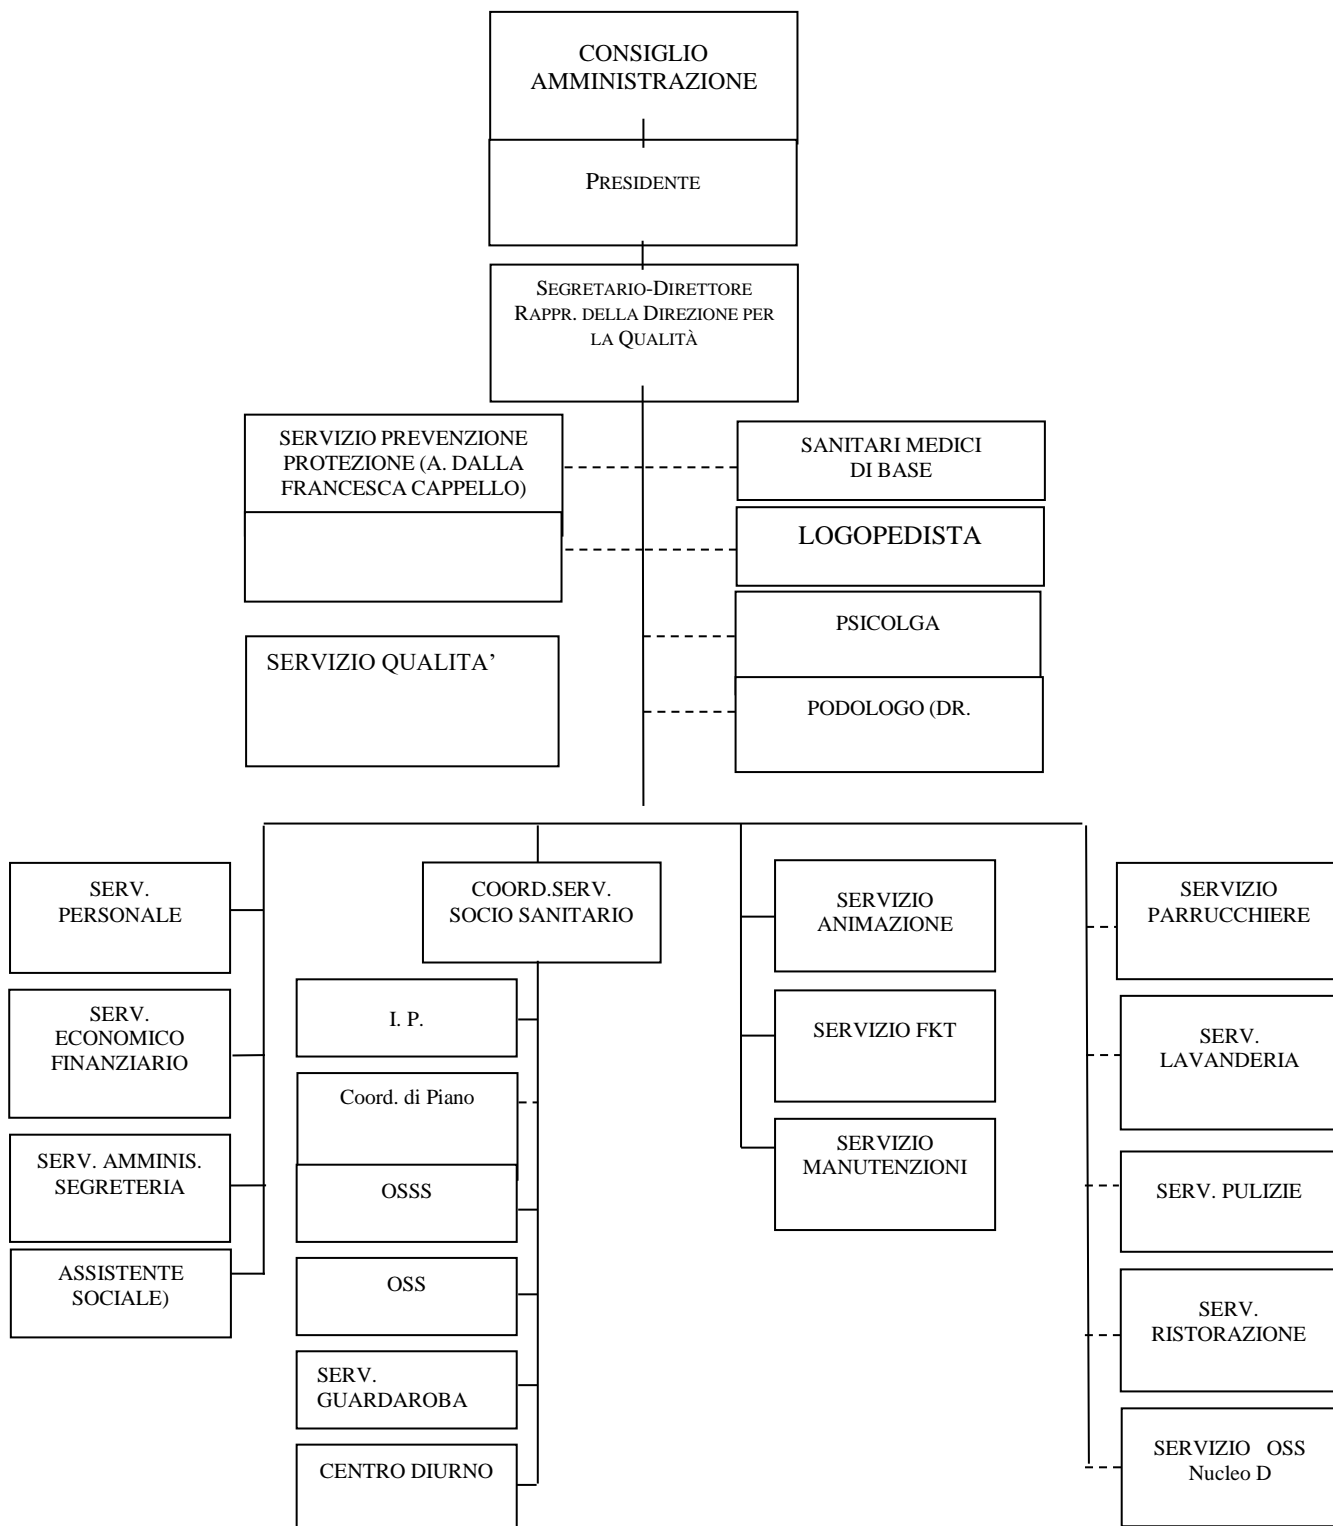 CONSIGLIO
AMMINISTRAZIONE
PRESIDENTE
SEGRETARIO-DIRETTORE
RAPPR. DELLA DIREZIONE PER
LA QUALITÀ
SERVIZIO PREVENZIONE
PROTEZIONE (A. DALLA
FRANCESCA CAPPELLO)
SANITARI MEDICI
DI BASE
LOGOPEDISTA
PSICOLGA
SERVIZIO QUALITA’
PODOLOGO (DR.
SERV.
PERSONALE
SERV.
ECONOMICO
FINANZIARIO
SERV. AMMINIS.
SEGRETERIA
ASSISTENTE
SOCIALE)
COORD.SERV.
SOCIO SANITARIO
I. P.
Coord. di Piano
OSSS
OSS
SERV.
GUARDAROBA
CENTRO DIURNO
SERVIZIO
ANIMAZIONE
SERVIZIO FKT
SERVIZIO
MANUTENZIONI
SERVIZIO
PARRUCCHIERE
SERV.
LAVANDERIA
SERV. PULIZIE
SERV.
RISTORAZIONE
SERVIZIO OSS
Nucleo D